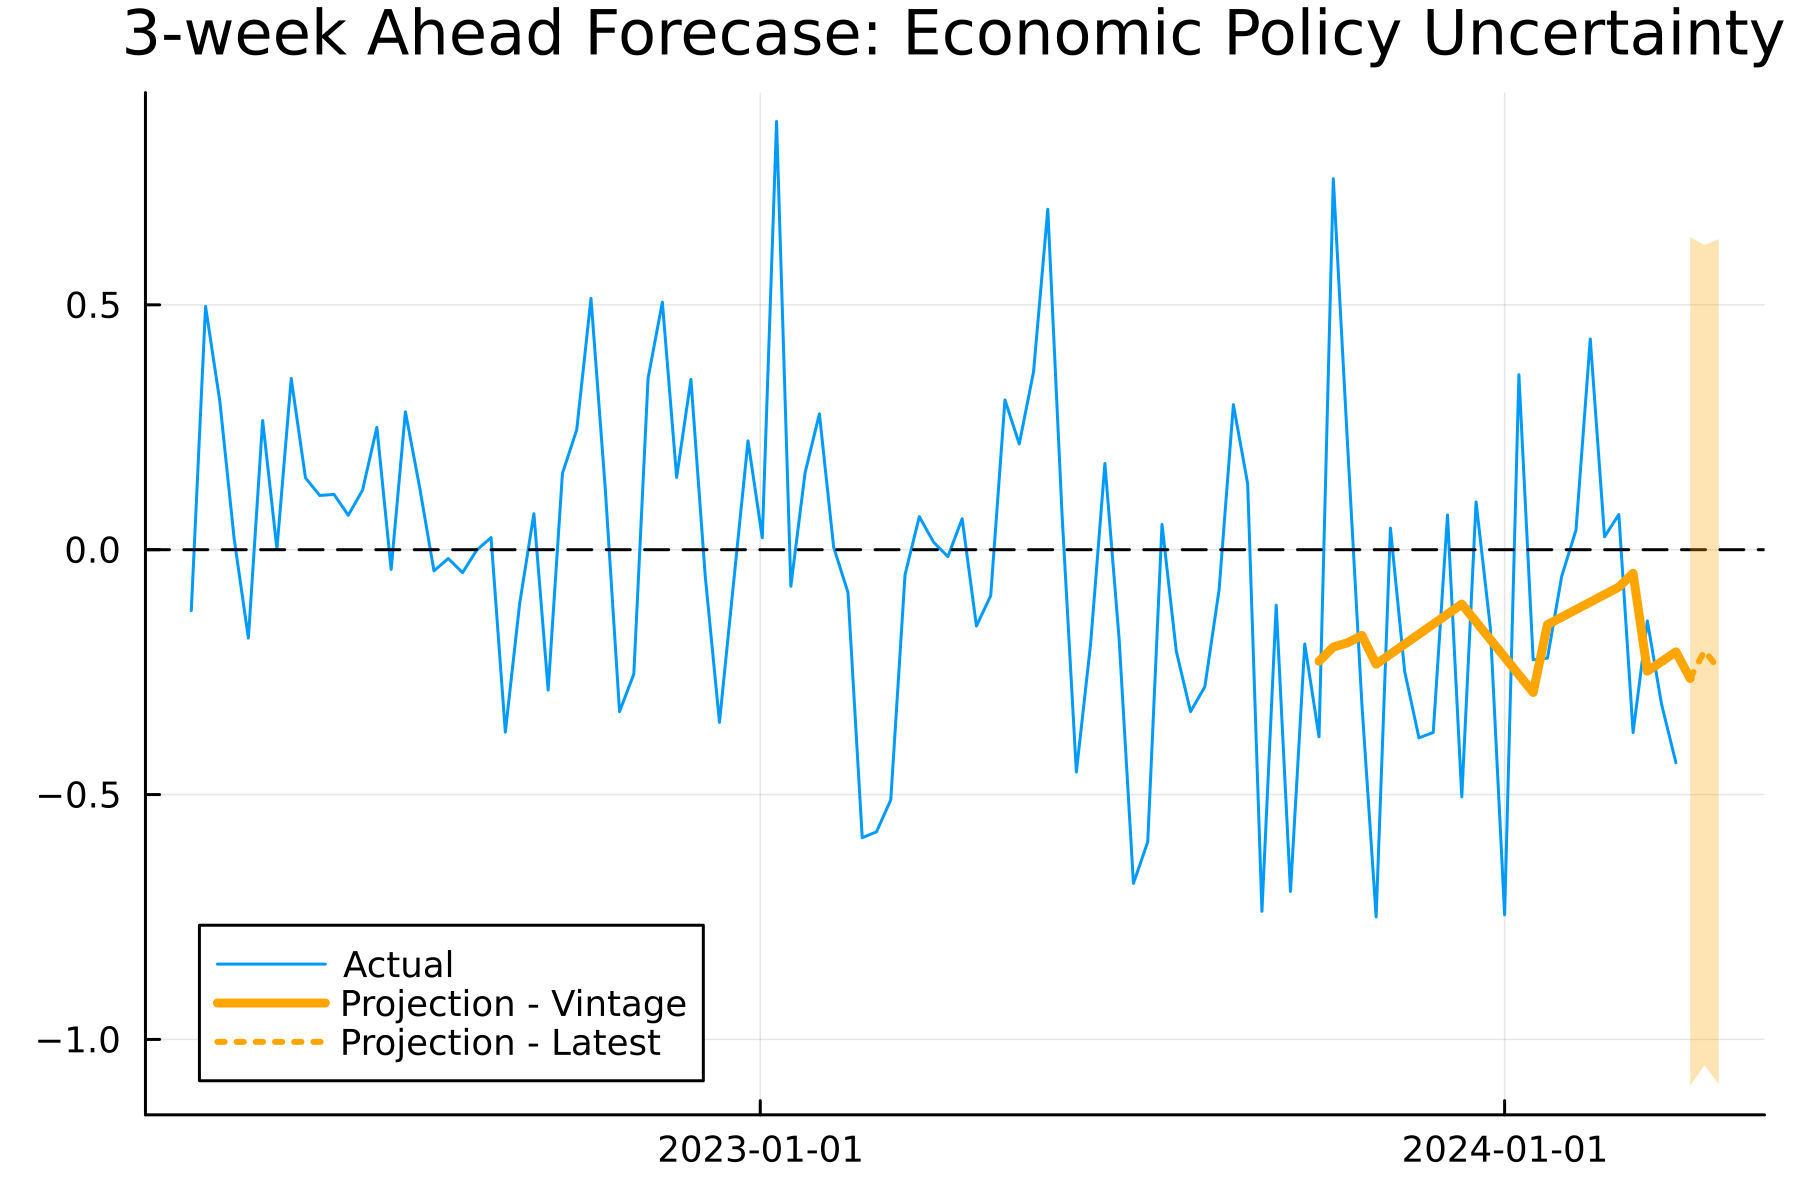 3-week Ahead Forecase: Economic Policy Uncertainty
0.5
0.0
−0.5
−1.0
Actual
Projection - Vintage
Projection - Latest
2023-01-01
2024-01-01